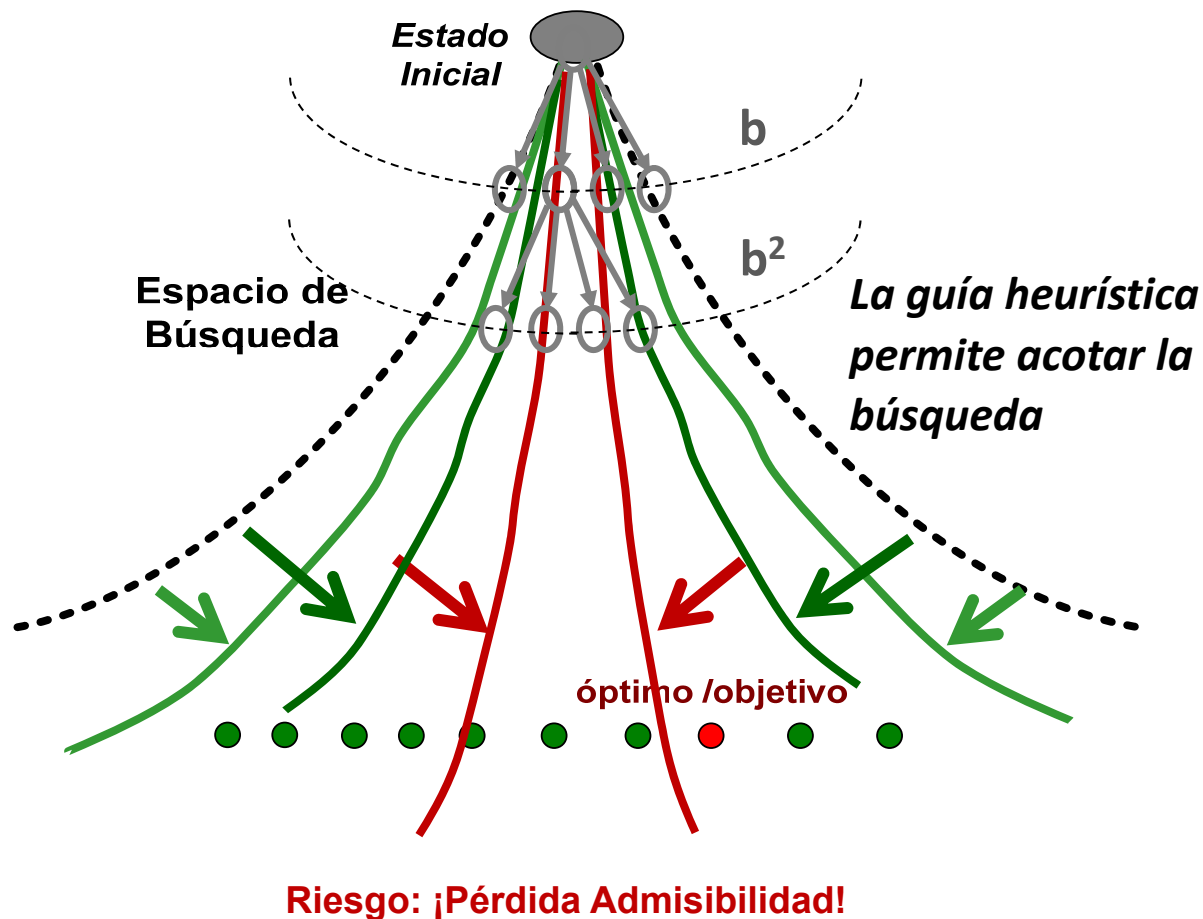 Estado
Inicial
b
b²
Espacio de
Búsqueda
La guía heurística
permite acotar la
búsqueda
óptimo /objetivo
Riesgo: ¡Pérdida Admisibilidad!